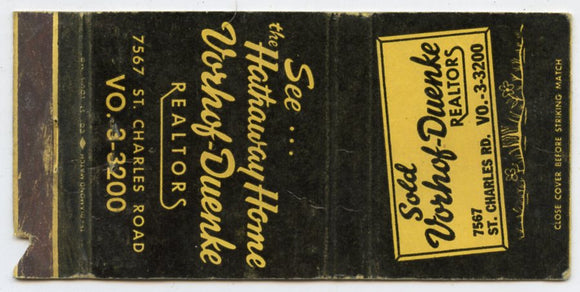 See ...
the Hathaway Home
Vorhof-Duenke
REALTORS
7567 ST. CHARLES ROAD
VO. 3-3200
Sold
Vorhof-Duenke
REALTORS
7567
ST. CHARLES RD. VO.-3-3200
CLOSE COVER BEFORE STRIKING MATCH